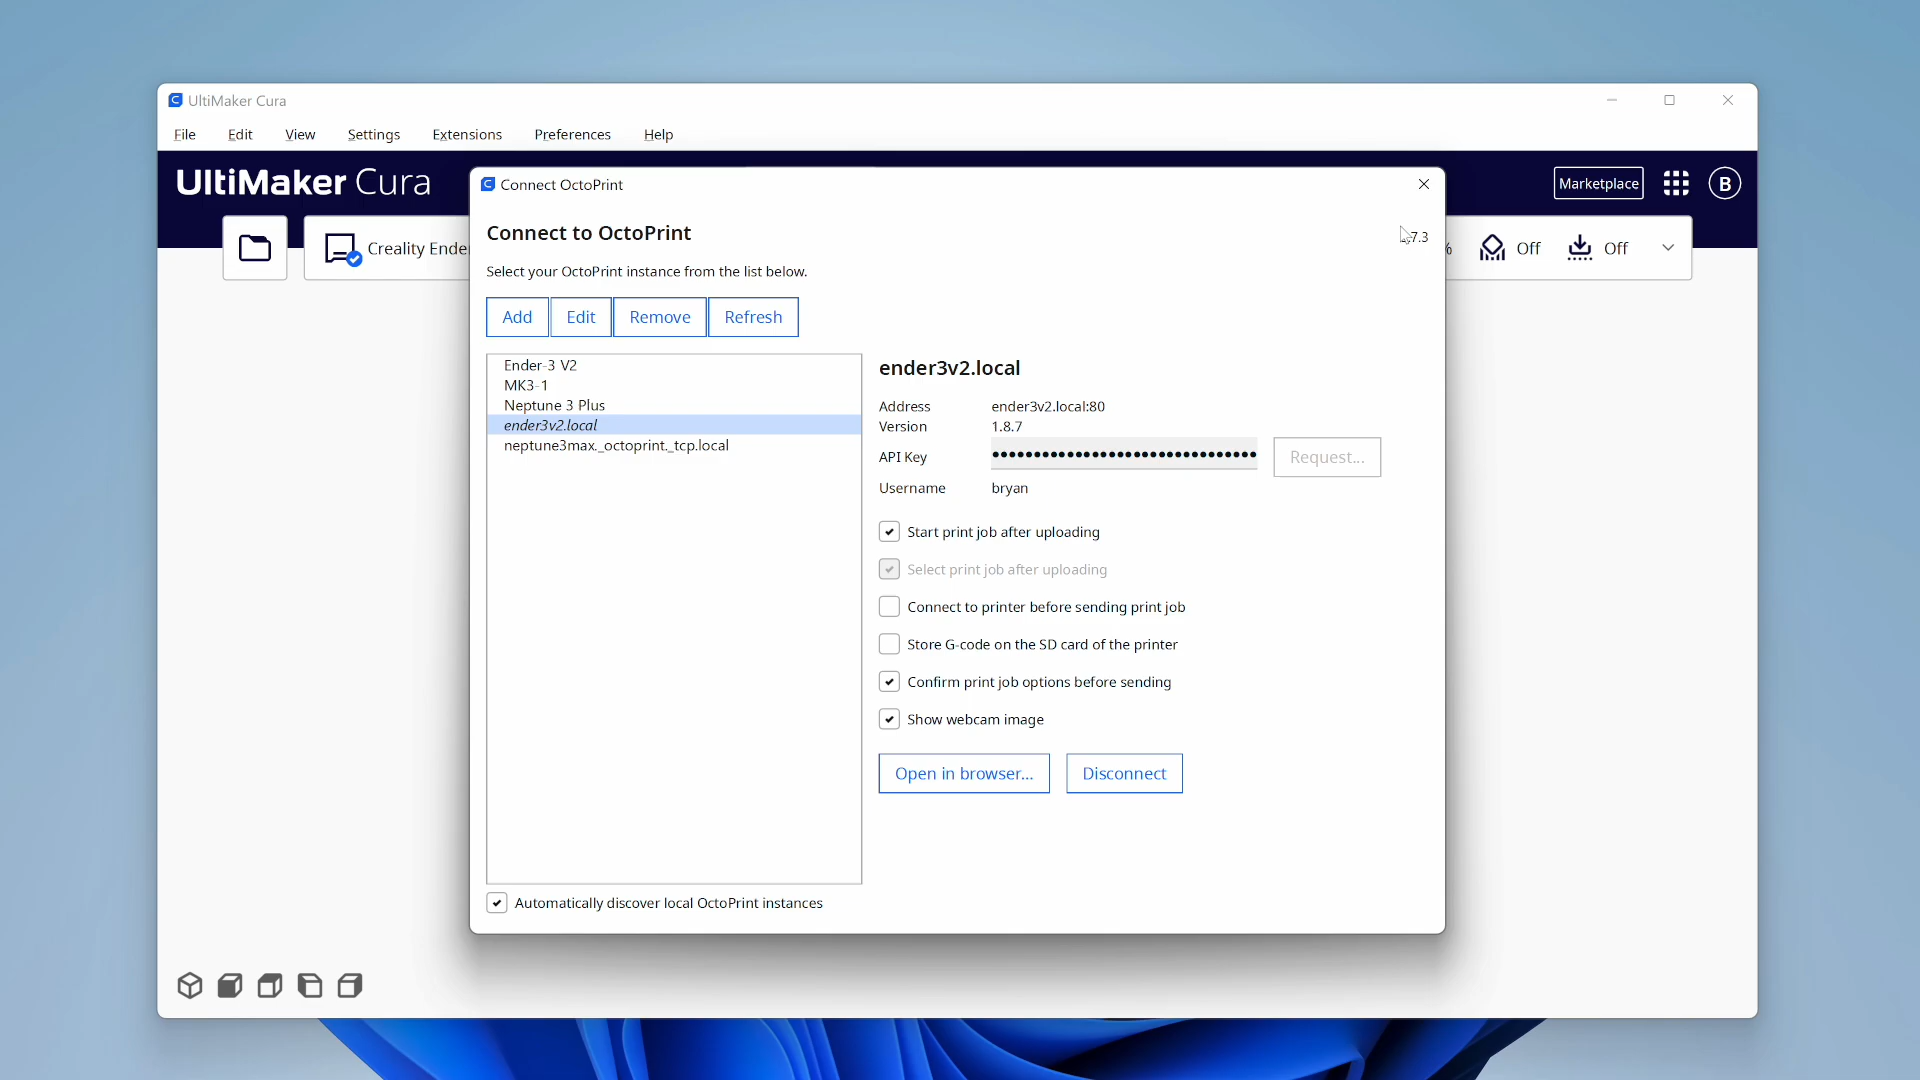 UltiMaker Cura
File Edit View Settings Extensions Preferences Help
UltiMaker Cura
Marketplace
B
Connect OctoPrint
Creality Ender
Off
Off
Connect to OctoPrint
7.3
%
Select your OctoPrint instance from the list below.
Add Edit Remove Refresh
Ender-3 V2
MK3-1
Neptune 3 Plus
ender3v2.local
neptune3max._octoprint._tcp.local
ender3v2.local
Address ender3v2.local:80
Version 1.8.7
API Key
Request...
Username bryan
Start print job after uploading
Select print job after uploading
Connect to printer before sending print job
Store G-code on the SD card of the printer
Confirm print job options before sending
Show webcam image
Open in browser... Disconnect
Automatically discover local OctoPrint instances